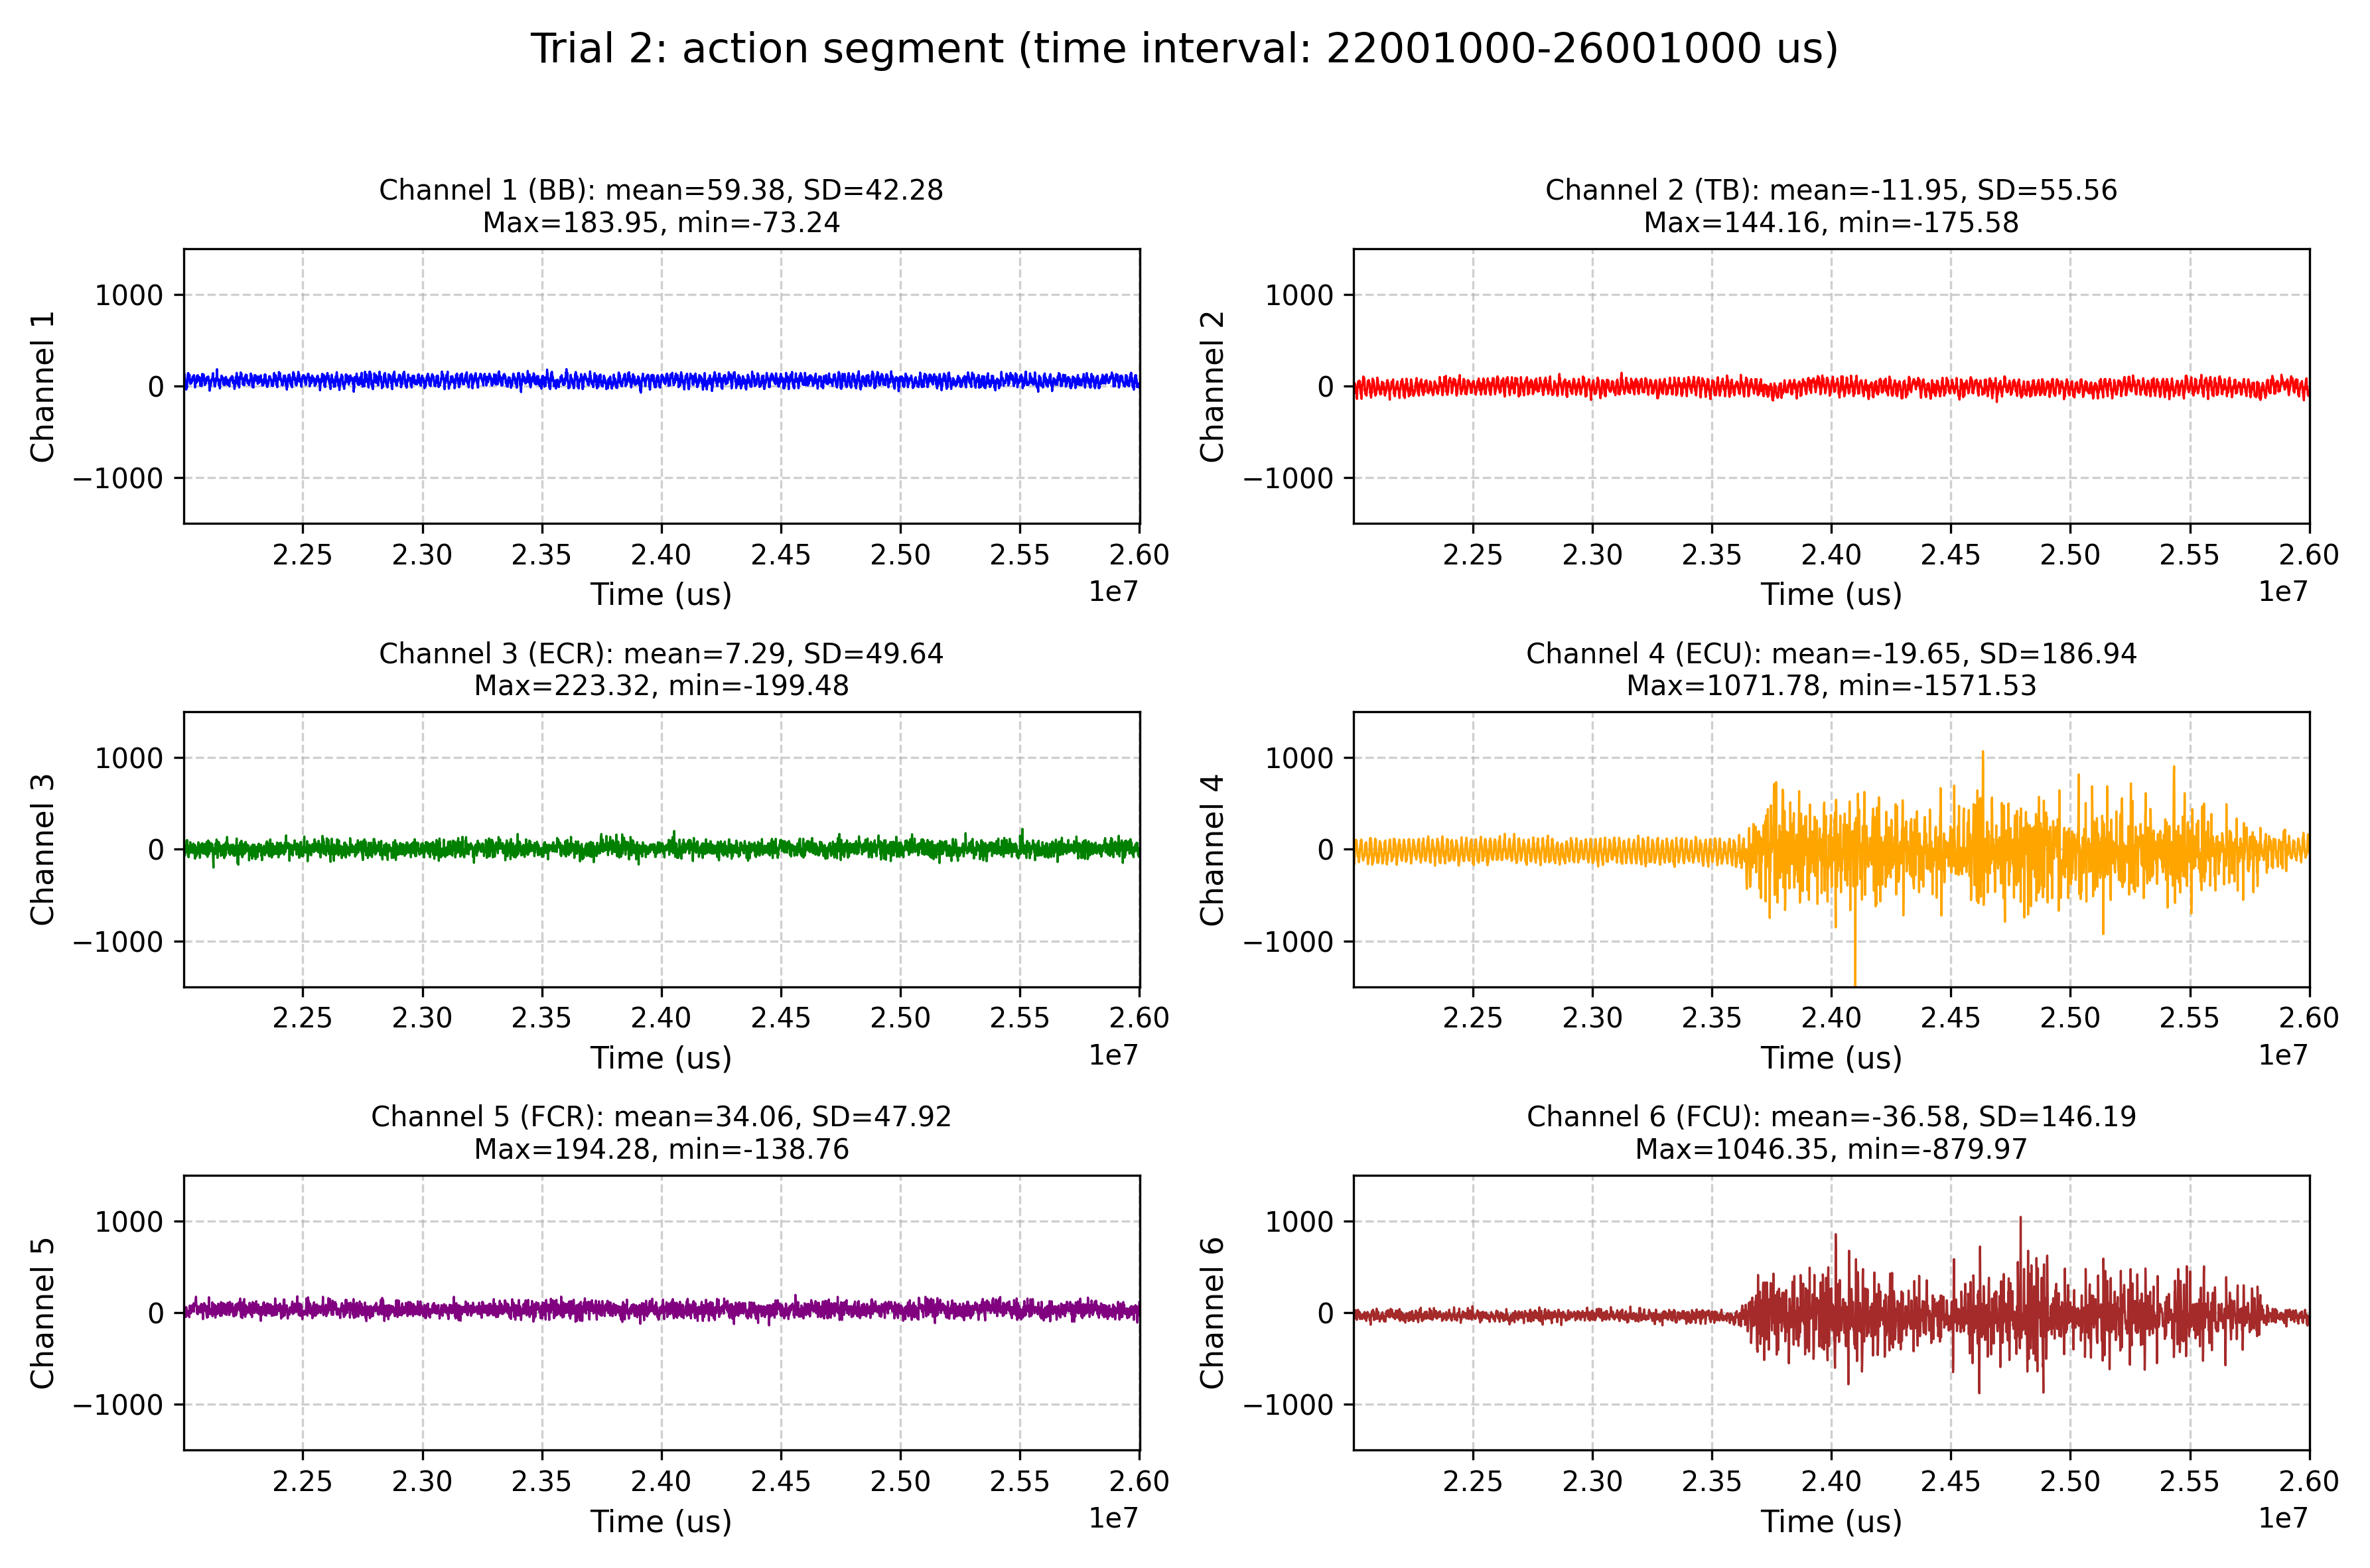 Trial 2: action segment (time interval: 22001000-26001000 us)
Channel 1 (BB): mean=59.38, SD=42.28
Max=183.95, min=-73.24
Channel 1
1000
0
−1000
2.25 2.30 2.35 2.40 2.45 2.50 2.55 2.60
1e7
Time (us)
Channel 2 (TB): mean=-11.95, SD=55.56
Max=144.16, min=-175.58
Channel 2
1000
0
−1000
2.25 2.30 2.35 2.40 2.45 2.50 2.55 2.60
1e7
Time (us)
Channel 3 (ECR): mean=7.29, SD=49.64
Max=223.32, min=-199.48
Channel 3
1000
0
−1000
2.25 2.30 2.35 2.40 2.45 2.50 2.55 2.60
1e7
Time (us)
Channel 4 (ECU): mean=-19.65, SD=186.94
Max=1071.78, min=-1571.53
Channel 4
1000
0
−1000
2.25 2.30 2.35 2.40 2.45 2.50 2.55 2.60
1e7
Time (us)
Channel 5 (FCR): mean=34.06, SD=47.92
Max=194.28, min=-138.76
Channel 5
1000
0
−1000
2.25 2.30 2.35 2.40 2.45 2.50 2.55 2.60
1e7
Time (us)
Channel 6 (FCU): mean=-36.58, SD=146.19
Max=1046.35, min=-879.97
Channel 6
1000
0
−1000
2.25 2.30 2.35 2.40 2.45 2.50 2.55 2.60
1e7
Time (us)